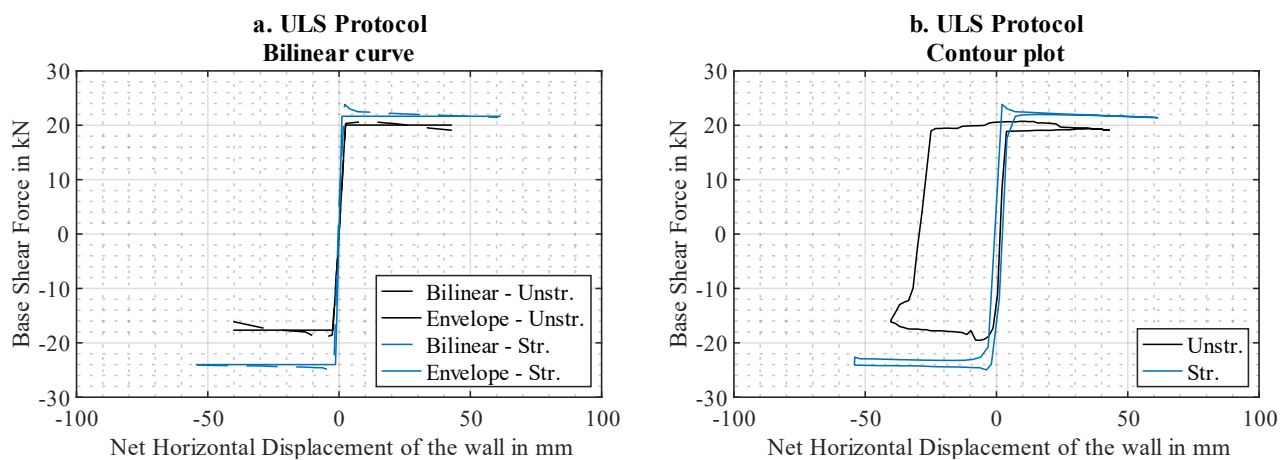 a. ULS Protocol
Bilinear curve
30
20
10
0
-10
-20
-30
-100
-50
0
50
100
Base Shear Force in kN
Net Horizontal Displacement of the wall in mm
Bilinear - Unstr.
Envelope - Unstr.
Bilinear - Str.
Envelope - Str.
b. ULS Protocol
Contour plot
30
20
10
0
-10
-20
-30
-100
-50
0
50
100
Base Shear Force in kN
Net Horizontal Displacement of the wall in mm
Unstr.
Str.